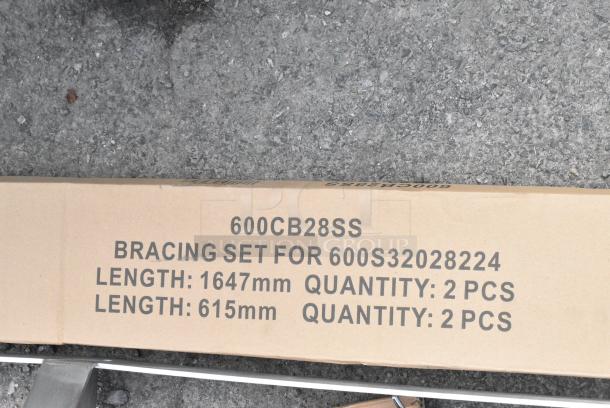 600CB28SS
BRACING SET FOR 600S32028224
LENGTH: 1647mm QUANTITY: 2 PCS
LENGTH: 615mm QUANTITY: 2 PCS